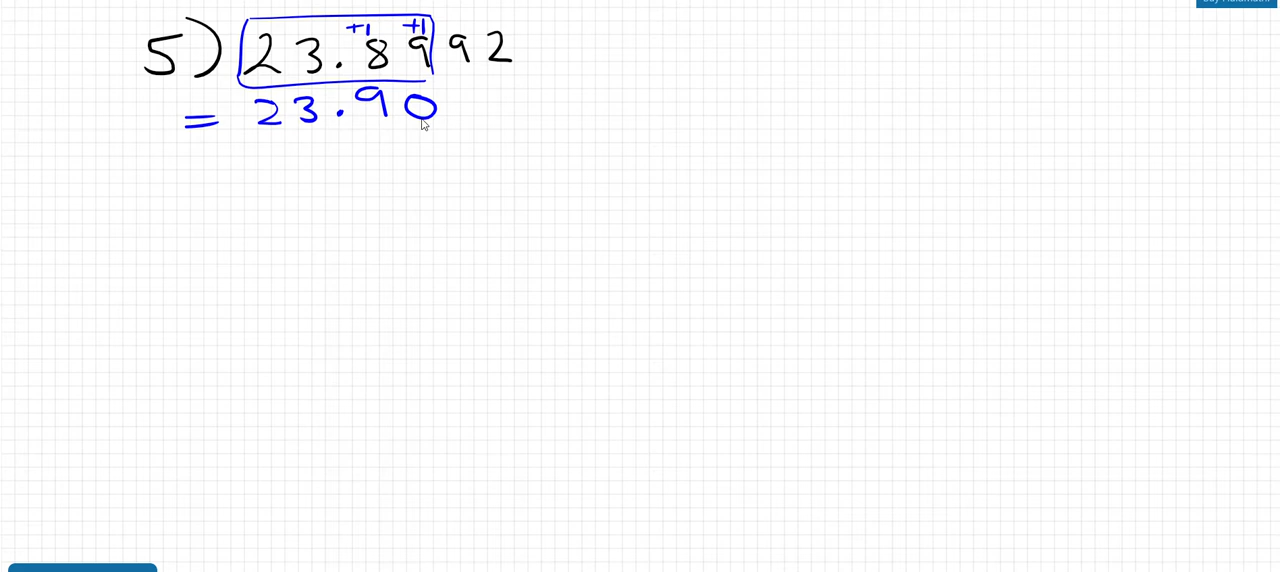 +1 +1
5) 23.8992
= 23.90